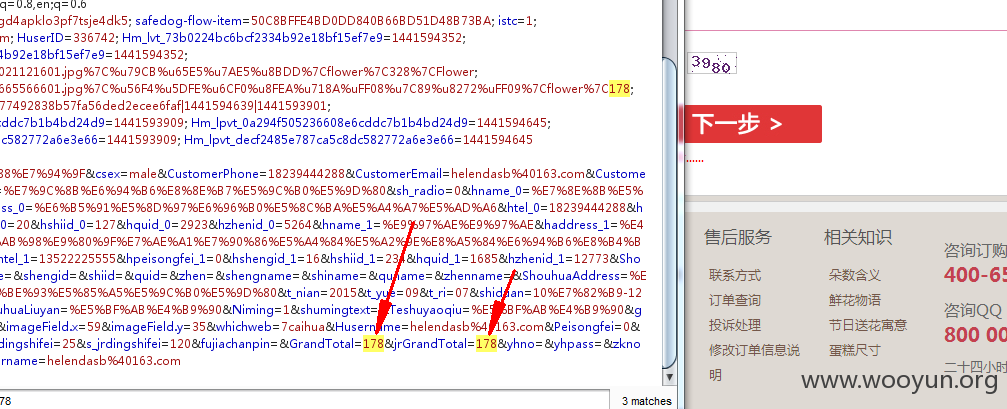 q=0.8,en;q=0.6
gd4apklo3pf7tsje4dk5; safedog-flow-item=50C8BFFE4BD0DD840B66BD51D48B73BA; istc=1;
m; HuserID=336742; Hm_lvt_73b0224bc6bcf2334b92e18bf15ef7e9=1441594352;
4b92e18bf15ef7e9=1441594352;
021121601.jpg%7C%u79CB%u65E5%u7AE5%u8BDD%7Cflower%7C328%7CFlower;
665566601.jpg%7C%u56F4%u5DFE%u6CF0%u8FEA%u718A%uFF08%u7C89%u8272%uFF09%7Cflower%7C178;
77492838b57fa56ded2ecee6faf|1441594639|1441593901;
cddc7b1b4bd24d9=1441593909; Hm_lpvt_0a294f505236608e6cddc7b1b4bd24d9=1441594645;
dc582772a6e3e66=1441593909; Hm_lpvt_decf2485e787ca5c8dc582772a6e3e66=1441594645
88%E7%94%9F&csex=male&CustomerPhone=18239444288&CustomerEmail=helendasb%40163.com&Custome
=%E7%9C%8B%E6%94%B6%E8%8E%B7%E5%9C%B0%E5%9D%80&sh_radio=0&hname_0=%E7%8E%8B%E5%
ss_0=%E6%B5%91%E5%8D%97%E6%96%B0%E5%8C%BA%E5%A4%A7%E5%AD%A6&htel_0=18239444288&h
_0=20&hshiid_0=127&hquid_0=2923&hzhenid_0=5264&hname_1=%E9%97%AE%E9%97%AE&haddress_1=%E4
AB%98%E9%80%9F%E7%AE%A1%E7%90%86%E5%A4%84%E5%A2%9E%E8%A5%84%E6%94%B6%E8%B4%B
htel_1=13522225555&hpeisongfei_1=0&hshengid_1=16&hshiid_1=234&hquid_1=1685&hzhenid_1=12773&Sho
e=&shengid=&shiid=&quid=&zhen=&shengname=&shiname=&quname=&zhenname=&ShouhuaAddress=%E
%BE%93%E5%85%A5%E5%9C%B0%E5%9D%80&t_nian=2015&t_yue=09&t_ri=07&shiduan=10%E7%82%B9-12
huaLiuyan=%E5%BF%AB%E4%B9%90&Niming=1&shumingtext=&Teshuyaoqiu=%E5%BF%AB%E4%B9%90&g
&imageField.x=59&imageField.y=35&whichweb=7caihua&Husername=helendasb%40163.com&Peisongfei=0&
rdingshifei=25&s_jrdingshifei=120&fujiachanpin=&GrandTotal=178&jrGrandTotal=178&yhno=&yhpass=&zkno
ername=helendasb%40163.com
78
3 matches
3980
下一步 >
......
售后服务
联系方式
订单查询
投诉处理
修改订单信息说
明
相关知识
朵数含义
鲜花物语
节日送花寓意
蛋糕尺寸
咨询订购
400-65
咨询QQ
800 00
二十四小时
www.wooyun.org